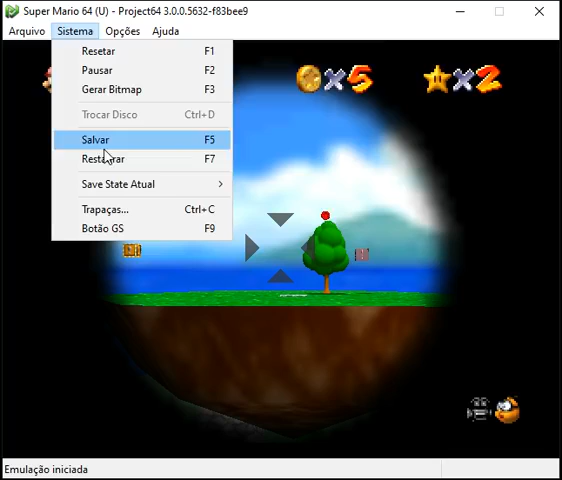 Super Mario 64 (U) - Project64 3.0.0.5632-f83bee9
Arquivo Sistema Opções Ajuda
Resetar F1
Pausar F2
Gerar Bitmap F3
Trocar Disco Ctrl+D
Salvar F5
Restaurar F7
Save State Atual
Trapaças... Ctrl+C
Botão GS F9
×5
×2
Emulação iniciada